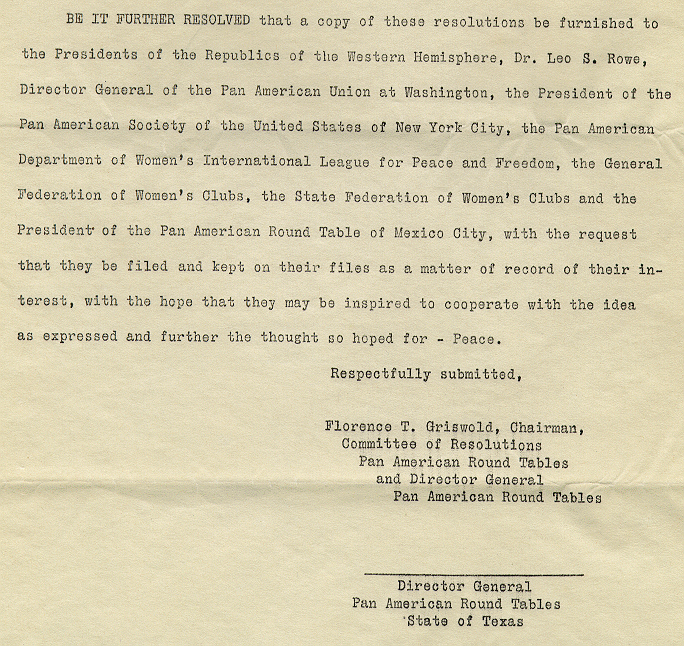 BE IT FURTHER RESOLVED that a copy of these resolutions be furnished to
the Presidents of the Republics of the Western Hemisphere, Dr. Leo S. Rowe,
Director General of the Pan American Union at Washington, the President of the
Pan American Society of the United States of New York City, the Pan American
Department of Women's International League for Peace and Freedom, the General
Federation of Women's Clubs, the State Federation of Women's Clubs and the
President of the Pan American Round Table of Mexico City, with the request
that they be filed and kept on their files as a matter of record of their in-
terest, with the hope that they may be inspired to cooperate with the idea
as expressed and further the thought so hoped for - Peace.
Respectfully submitted,
Florence T. Griswold, Chairman,
Committee of Resolutions
Pan American Round Tables
and Director General
Pan American Round Tables
Director General
Pan American Round Tables
State of Texas